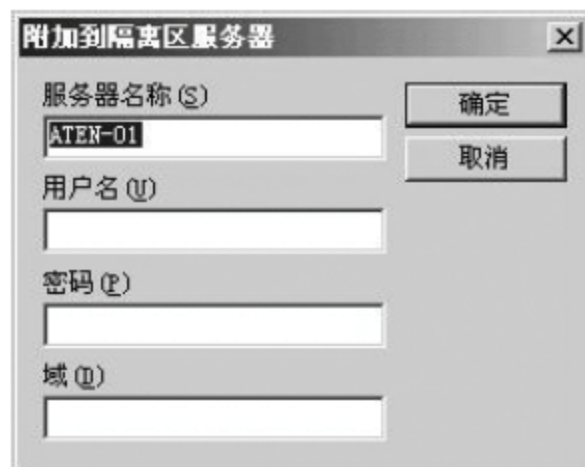 附加到隔离区服务器
服务器名称(S)
ATEN-01
用户名(U)
密码(P)
域(D)
确定
取消